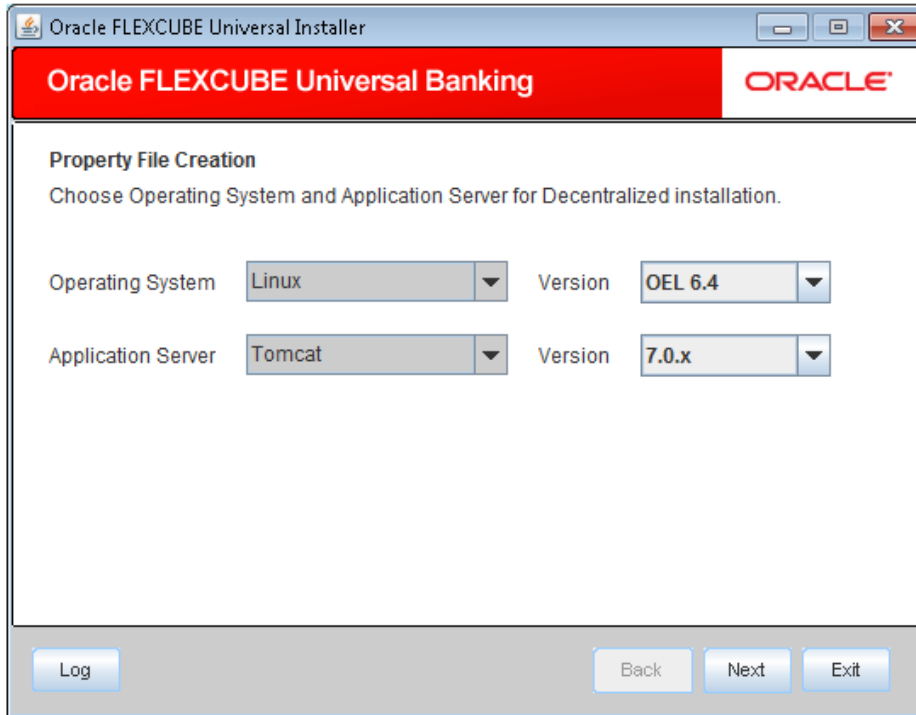 Oracle FLEXCUBE Universal Installer
Oracle FLEXCUBE Universal Banking ORACLE
Property File Creation
Choose Operating System and Application Server for Decentralized installation.
Operating System Linux Version OEL 6.4
Application Server Tomcat Version 7.0.x
Log Back Next Exit